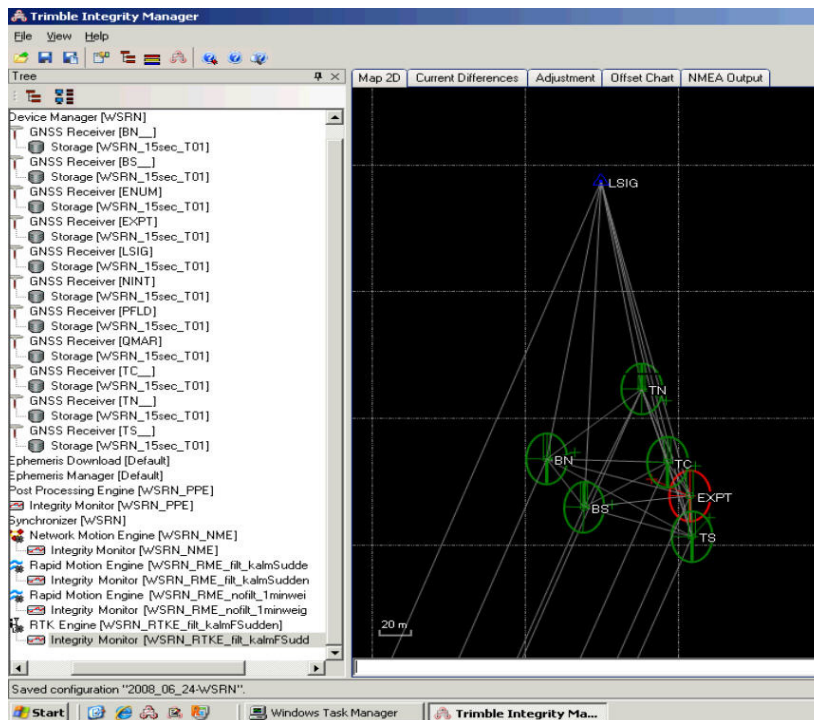 Trimble Integrity Manager
File View Help
Tree
Map 2D Current Differences Adjustment Offset Chart NMEA Output
Device Manager [WSRN]
GNSS Receiver [BN__]
Storage [WSRN_15sec_T01]
GNSS Receiver [BS__]
Storage [WSRN_15sec_T01]
GNSS Receiver [ENUM]
Storage [WSRN_15sec_T01]
GNSS Receiver [EXPT]
Storage [WSRN_15sec_T01]
GNSS Receiver [LSIG]
Storage [WSRN_15sec_T01]
GNSS Receiver [NINT]
Storage [WSRN_15sec_T01]
GNSS Receiver [PFLD]
Storage [WSRN_15sec_T01]
GNSS Receiver [QMAR]
Storage [WSRN_15sec_T01]
GNSS Receiver [TC__]
Storage [WSRN_15sec_T01]
GNSS Receiver [TN__]
Storage [WSRN_15sec_T01]
GNSS Receiver [TS__]
Storage [WSRN_15sec_T01]
Ephemeris Download [Default]
Ephemeris Manager [Default]
Post Processing Engine [WSRN_PPE]
Integrity Monitor [WSRN_PPE]
Synchronizer [WSRN]
Network Motion Engine [WSRN_NME]
Integrity Monitor [WSRN_NME]
Rapid Motion Engine [WSRN_RME_filt_kalmSudde
Integrity Monitor [WSRN_RME_filt_kalmSudden
Rapid Motion Engine [WSRN_RME_nofilt_1minwei
Integrity Monitor [WSRN_RME_nofilt_1minweig
RTK Engine [WSRN_RTKE_filt_kalmFSudden]
Integrity Monitor [WSRN_RTKE_filt_kalmFSudd
LSIG
TN
BN
TC
EXPT
BS
TS
20 m
Saved configuration "2008_06_24-WSRN".
Start Windows Task Manager Trimble Integrity Ma...